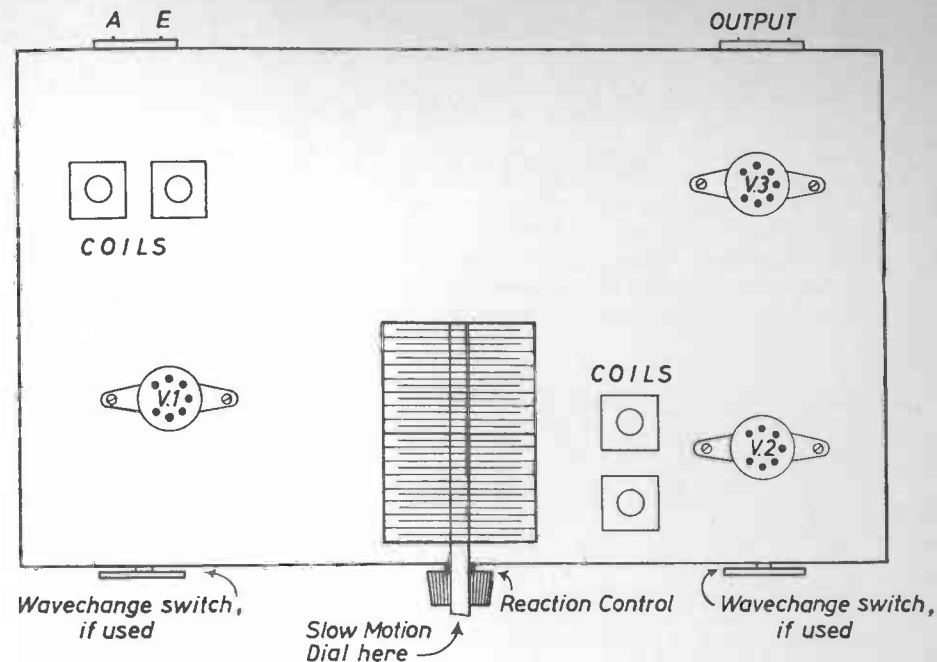 A E
OUTPUT
V.3
COILS
V.1
COILS
V.2
Wavechange switch,
if used
Slow Motion
Dial here
Reaction Control
Wavechange switch,
if used